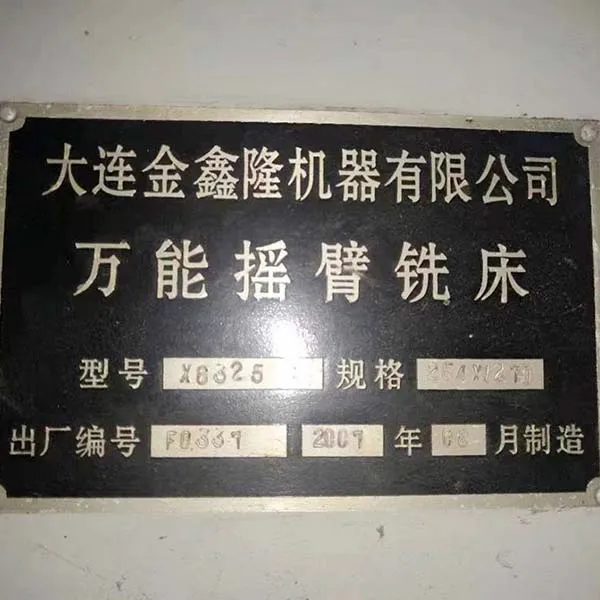 大连金鑫隆机器有限公司
万能摇臂铣床
型号 X6325 规格
出厂编号 2007 年 月制造